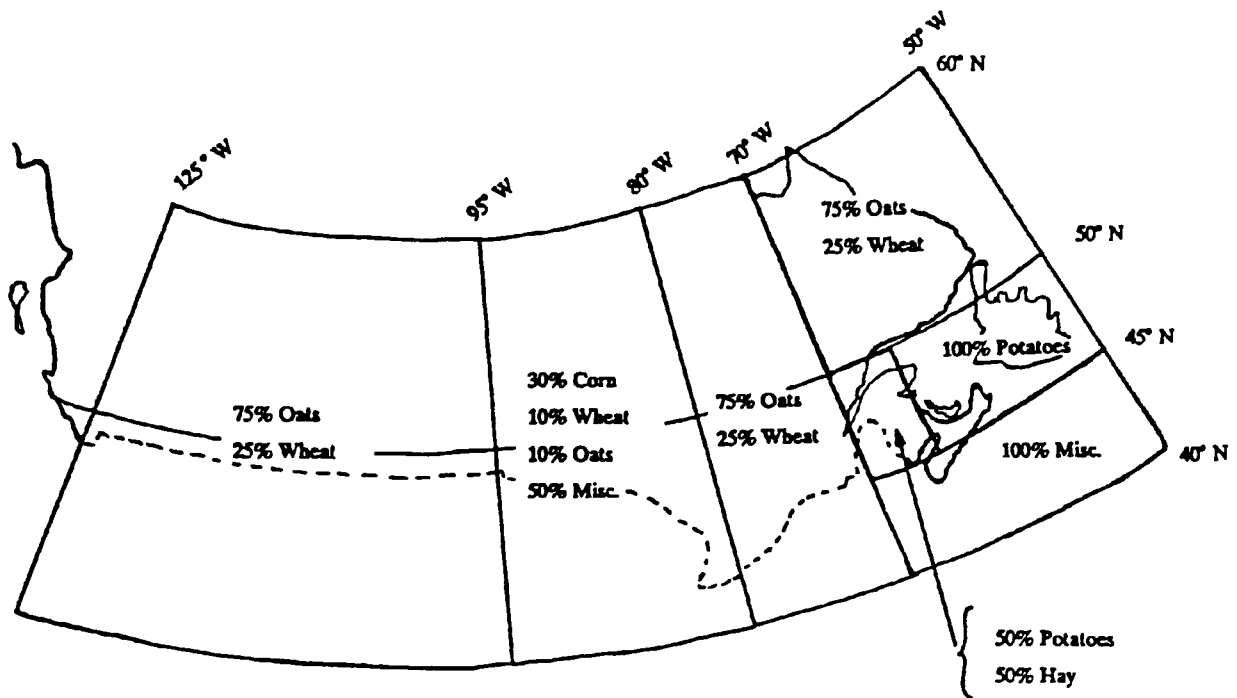 50° W
60° N
70° W
80° W
95° W
125° W
75% Oats
25% Wheat
50° N
45° N
100% Potatoes
30% Corn
10% Wheat
10% Oats
50% Misc.
75% Oats
25% Wheat
75% Oats
25% Wheat
100% Misc.
40° N
50% Potatoes
50% Hay